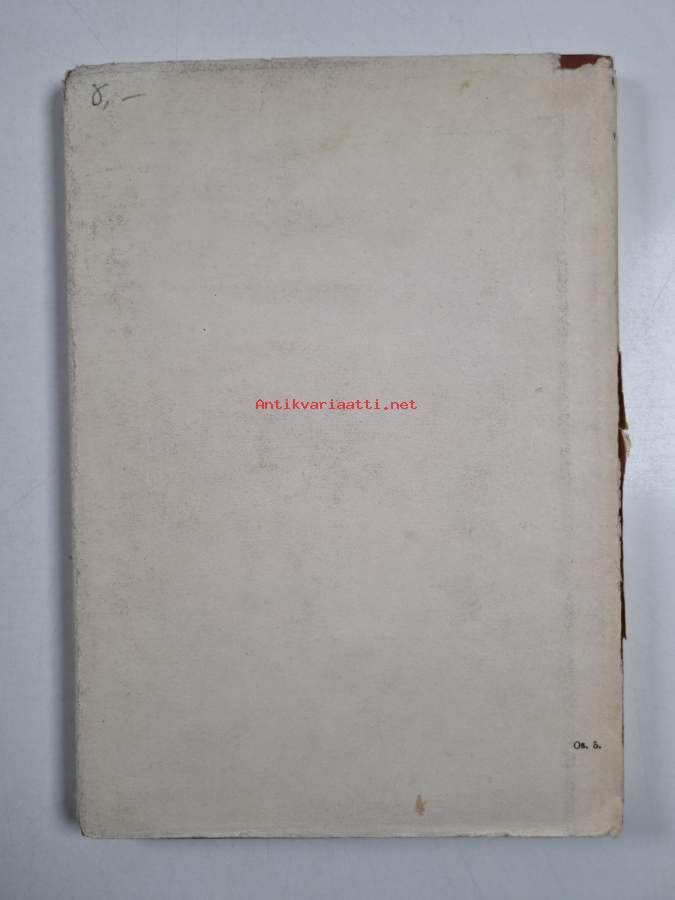 8,–
Antikvariaatti.net
Os. 5.